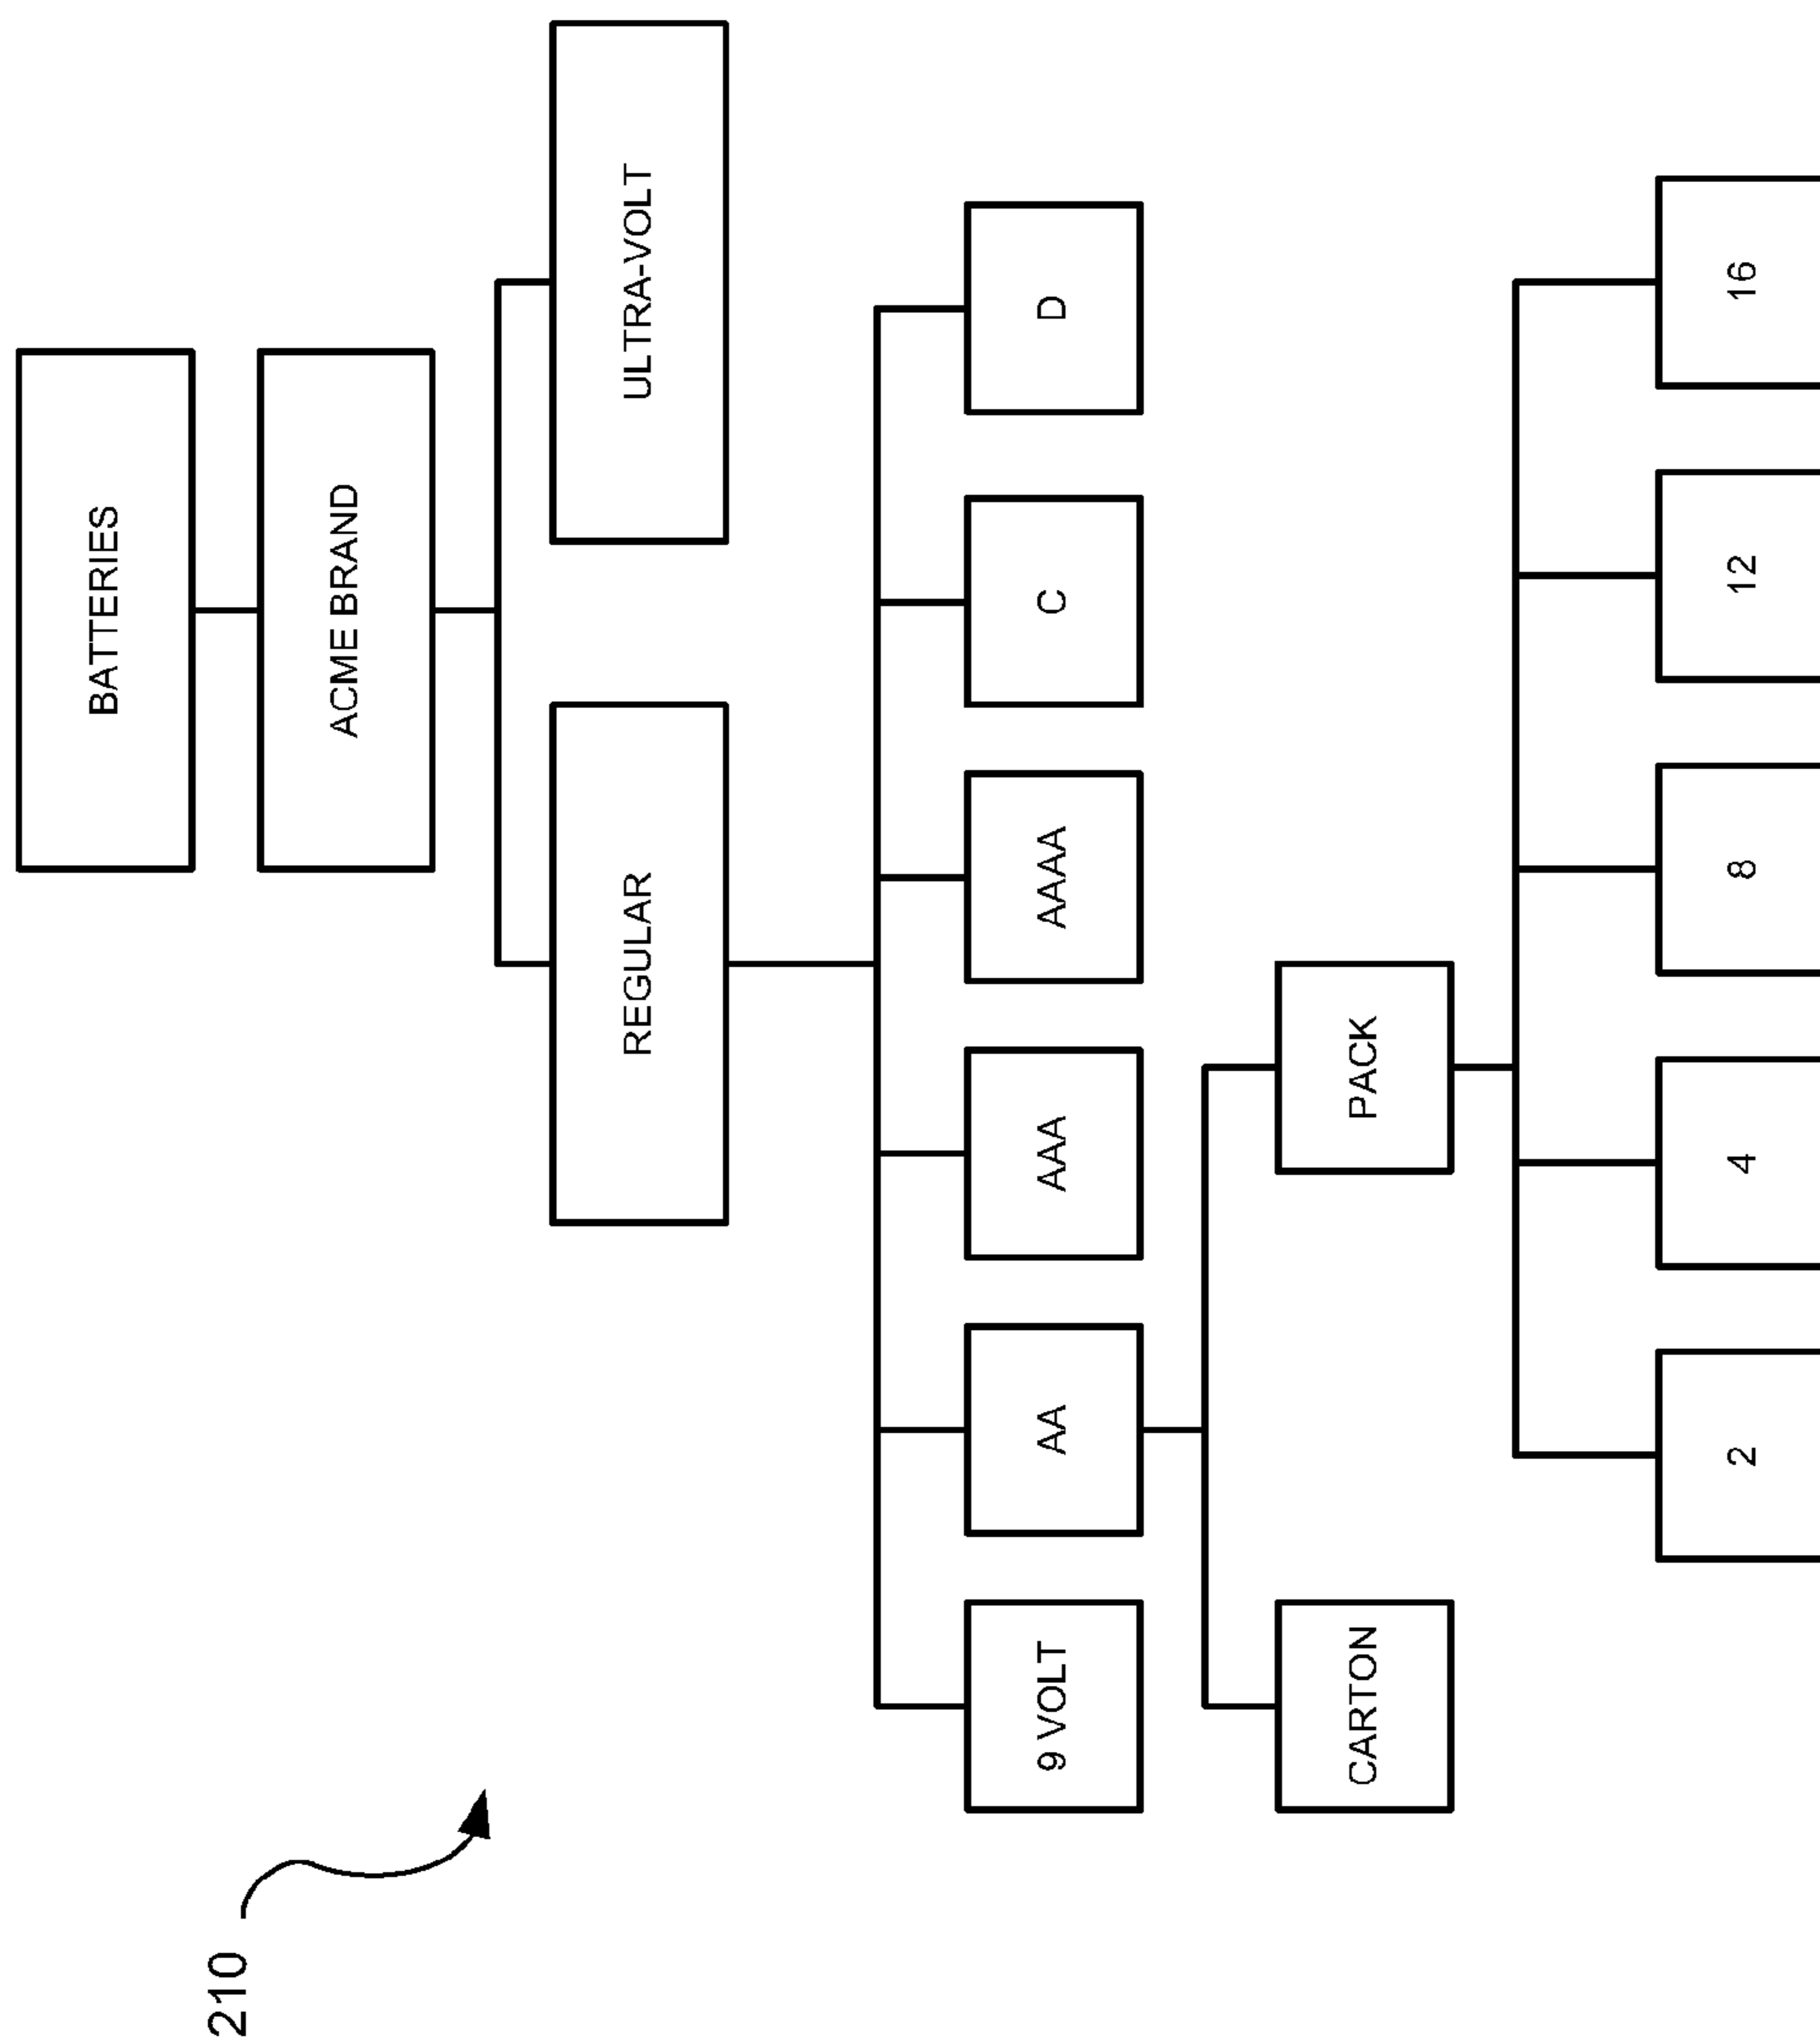 210
BATTERIES
ACME BRAND
REGULAR
ULTRA-VOLT
9 VOLT
AA
AAA
AAAA
C
D
CARTON
PACK
2
4
8
12
16